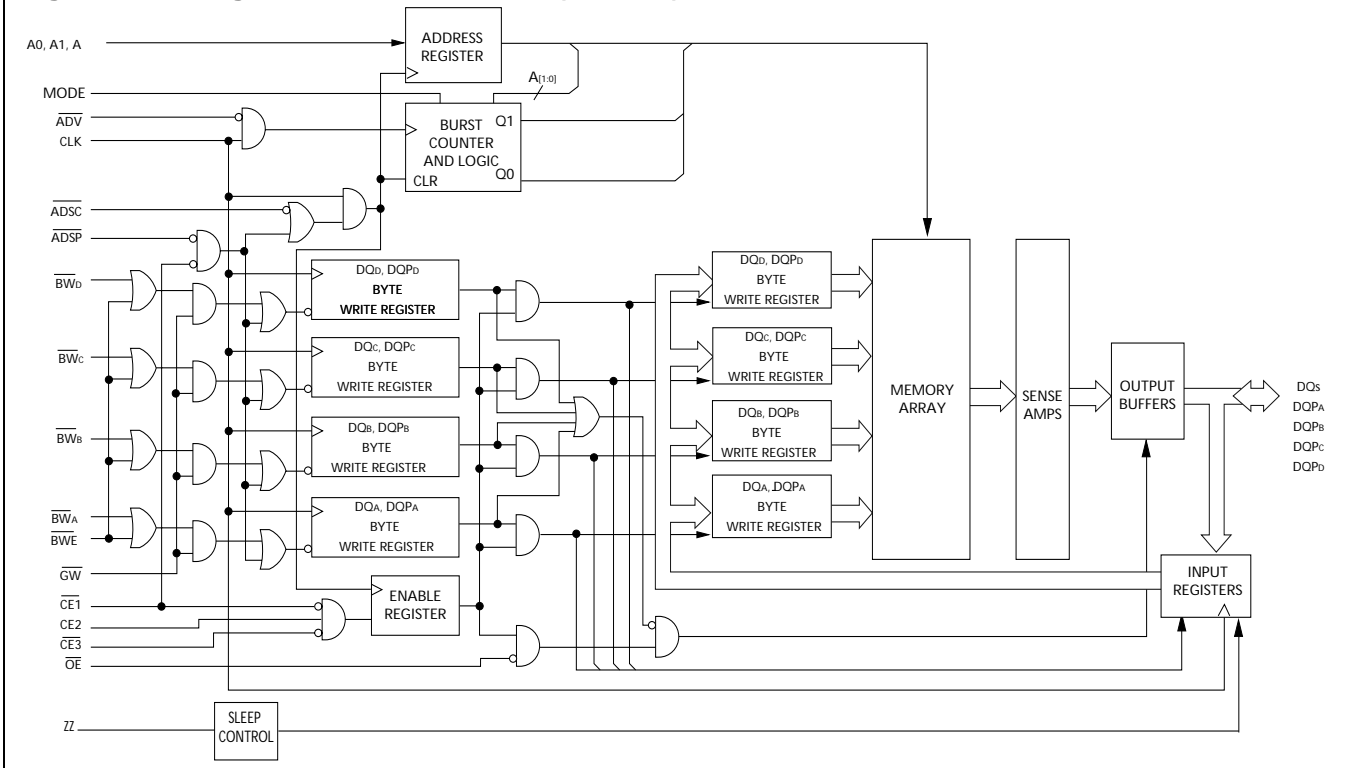 A0, A1, A
ADDRESS
REGISTER
A[1:0]
MODE
ADV
CLK
BURST
COUNTER
AND LOGIC
CLR
Q1
Q0
ADSC
ADSP
BWD
DQD, DQPD
BYTE
WRITE REGISTER
BWC
DQC, DQPC
BYTE
WRITE REGISTER
BWB
DQB, DQPB
BYTE
WRITE REGISTER
BWA
BWE
DQA, DQPA
BYTE
WRITE REGISTER
GW
CE1
CE2
CE3
OE
ENABLE
REGISTER
DQD, DQPD
BYTE
WRITE REGISTER
DQC, DQPC
BYTE
WRITE REGISTER
DQB, DQPB
BYTE
WRITE REGISTER
DQA, DQPA
BYTE
WRITE REGISTER
MEMORY
ARRAY
SENSE
AMPS
OUTPUT
BUFFERS
DQs
DQPA
DQPB
DQPC
DQPD
INPUT
REGISTERS
ZZ
SLEEP
CONTROL